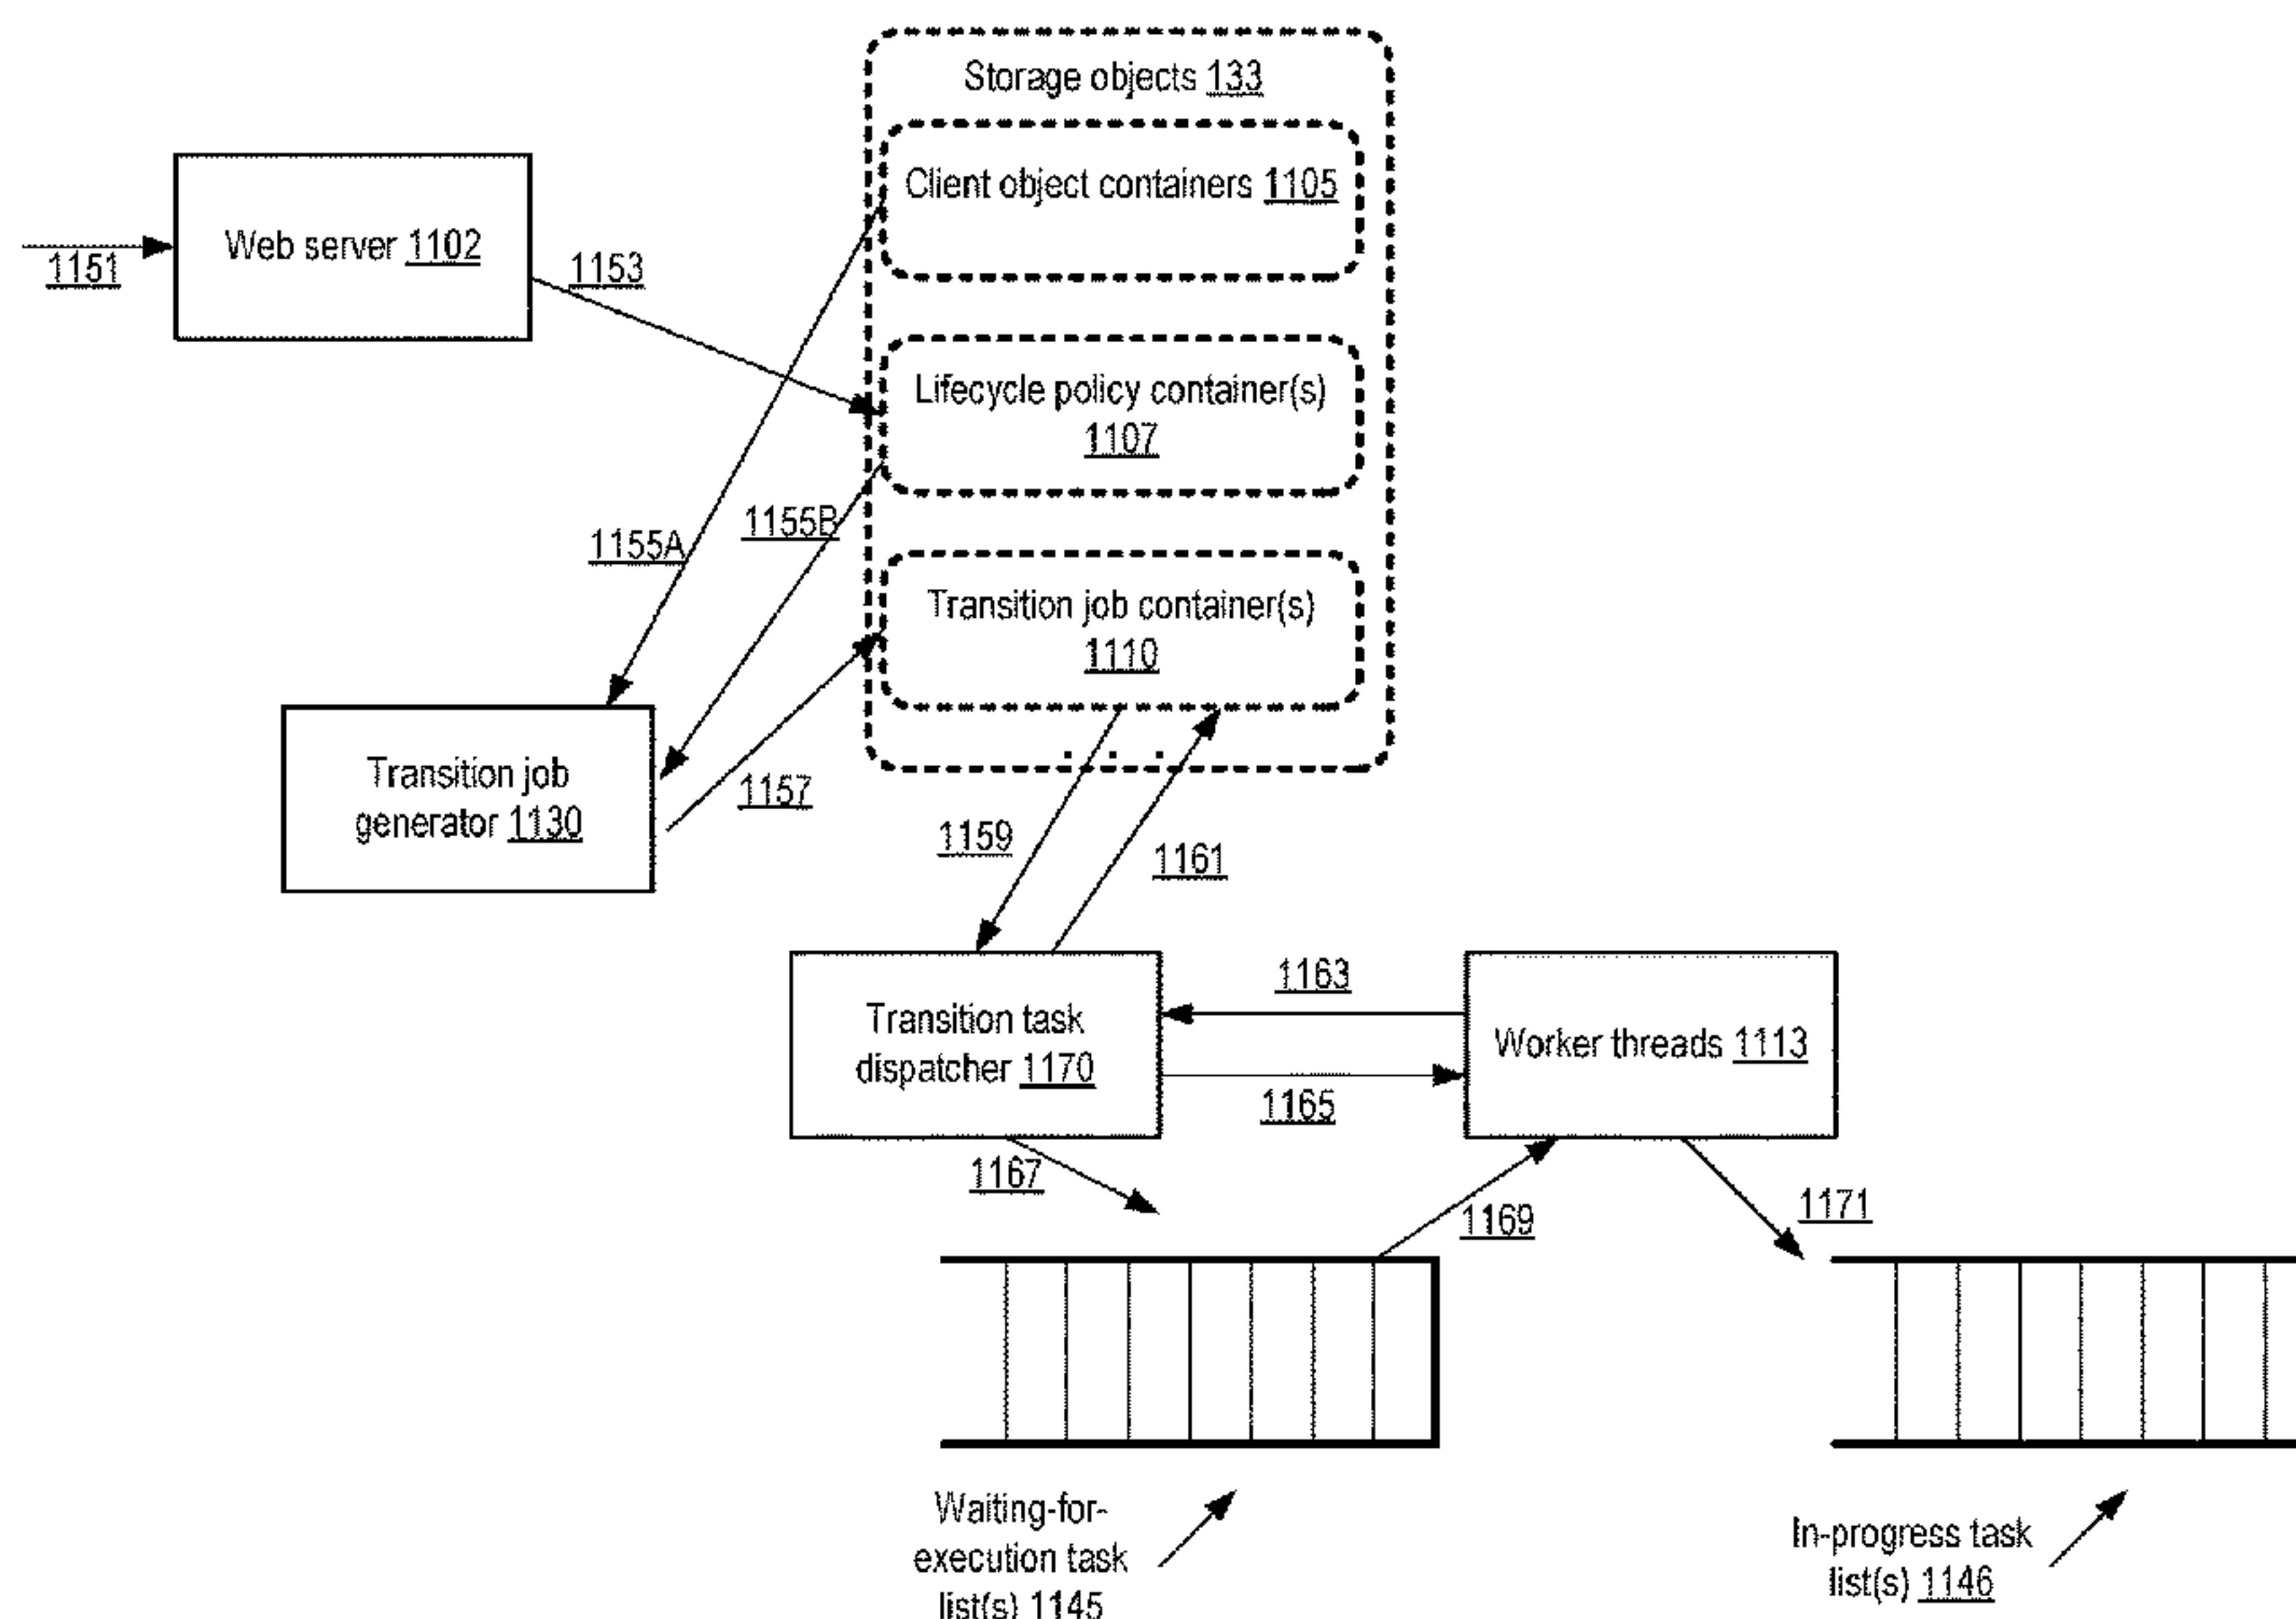 Storage objects 133
Client object containers 1105
Web server 1102
1151
1153
Lifecycle policy container(s)
1107
1155A
1155B
Transition job container(s)
1110
Transition job
generator 1130
1157
1159
1161
Transition task
dispatcher 1170
1163
1165
Worker threads 1113
1167
1169
1171
Waiting-for-
execution task
list(s) 1145
In-progress task
list(s) 1146